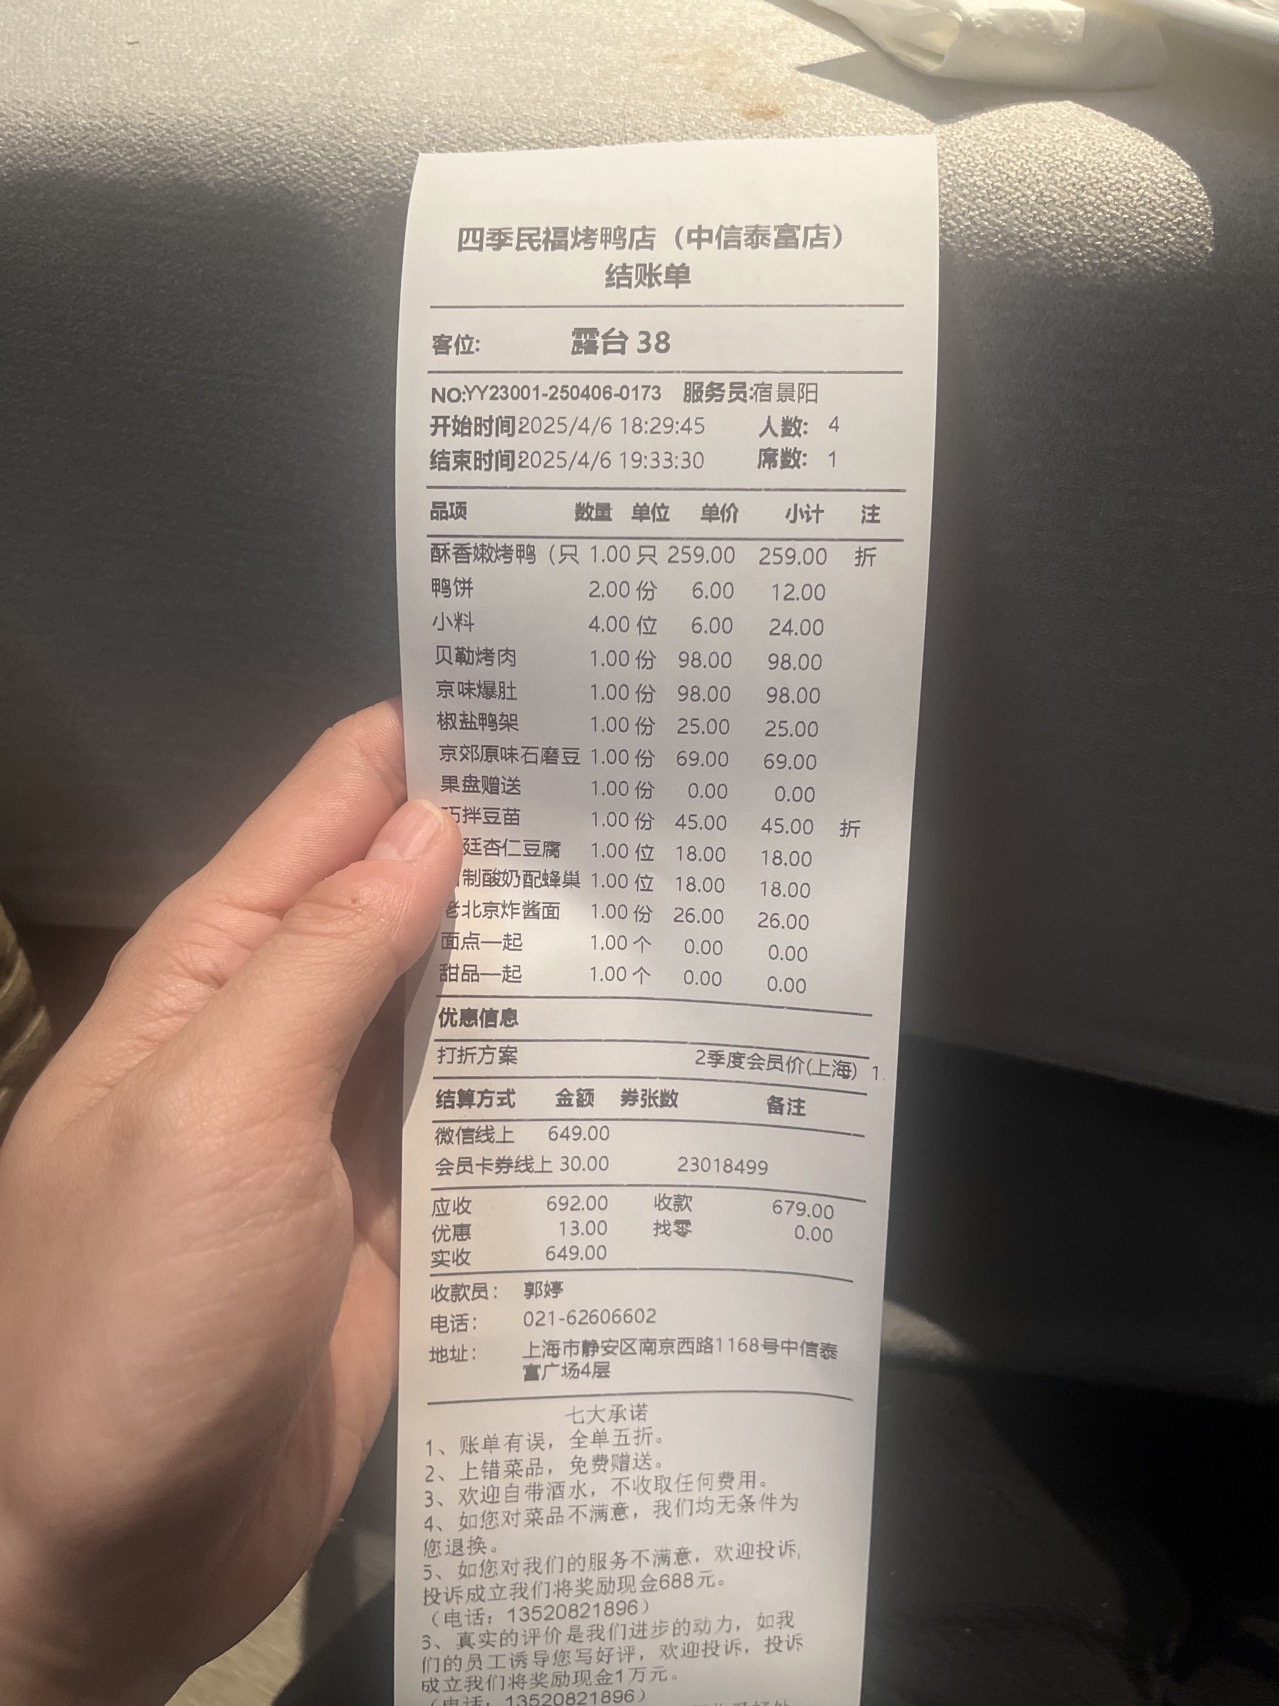 四季民福烤鸭店（中信泰富店）
结账单
客位: 露台 38
NO:YY23001-250406-0173 服务员:宿景阳
开始时间2025/4/6 18:29:45 人数: 4
结束时间2025/4/6 19:33:30 席数: 1
品项 数量 单位 单价 小计 注
酥香嫩烤鸭（只 1.00 只 259.00 259.00 折
鸭饼 2.00 份 6.00 12.00
小料 4.00 位 6.00 24.00
贝勒烤肉 1.00 份 98.00 98.00
京味爆肚 1.00 份 98.00 98.00
椒盐鸭架 1.00 份 25.00 25.00
京郊原味石磨豆 1.00 份 69.00 69.00
果盘赠送 1.00 份 0.00 0.00
巧拌豆苗 1.00 份 45.00 45.00 折
廷杏仁豆腐 1.00 位 18.00 18.00
制酸奶配蜂巢 1.00 位 18.00 18.00
老北京炸酱面 1.00 份 26.00 26.00
面点一起 1.00 个 0.00 0.00
甜品一起 1.00 个 0.00 0.00
优惠信息
打折方案 2季度会员价(上海) 1
结算方式 金额 券张数 备注
微信线上 649.00
会员卡券线上 30.00 23018499
应收 692.00 收款 679.00
优惠 13.00 找零 0.00
实收 649.00
收款员： 郭婷
电话： 021-62606602
地址： 上海市静安区南京西路1168号中信泰
富广场4层
七大承诺
1、账单有误，全单五折。
2、上错菜品，免费赠送。
3、欢迎自带酒水，不收取任何费用。
4、如您对菜品不满意，我们均无条件为
您退换。
5、如您对我们的服务不满意，欢迎投诉,
投诉成立我们将奖励现金688元。
（电话：13520821896）
、真实的评价是我们进步的动力，如我
们的员工诱导您写好评，欢迎投诉，投诉
成立我们将奖励现金1万元。
（电话：13520821896）